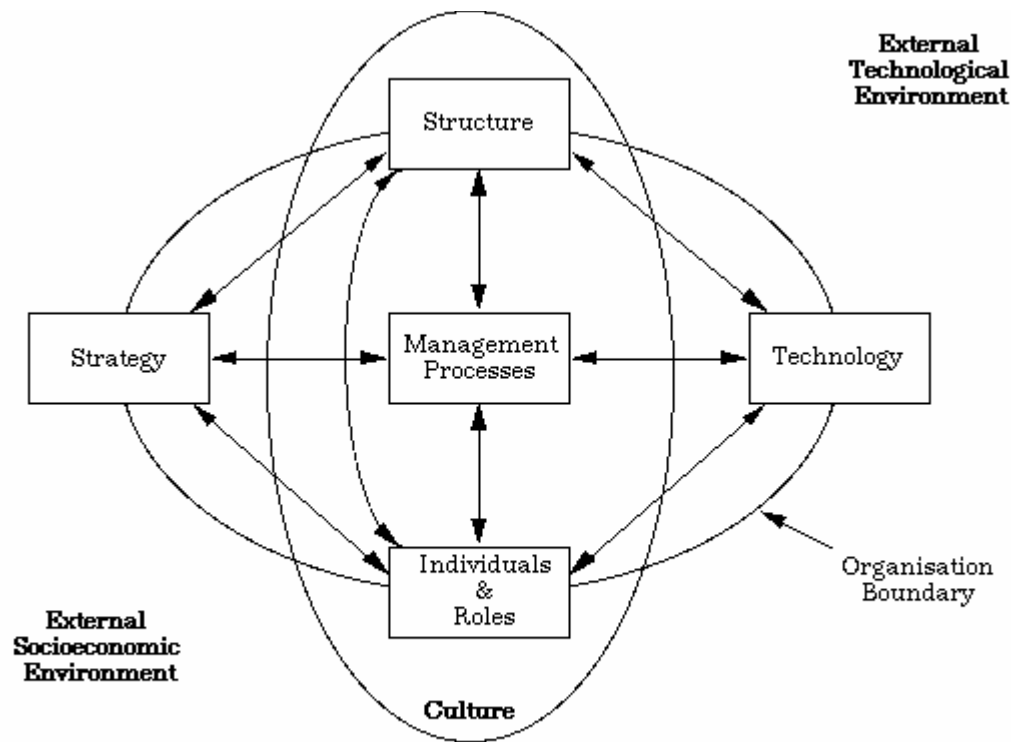 External
Technological
Environment
Structure
Strategy
Management
Processes
Technology
Individuals
&
Roles
Organisation
Boundary
External
Socioeconomic
Environment
Culture